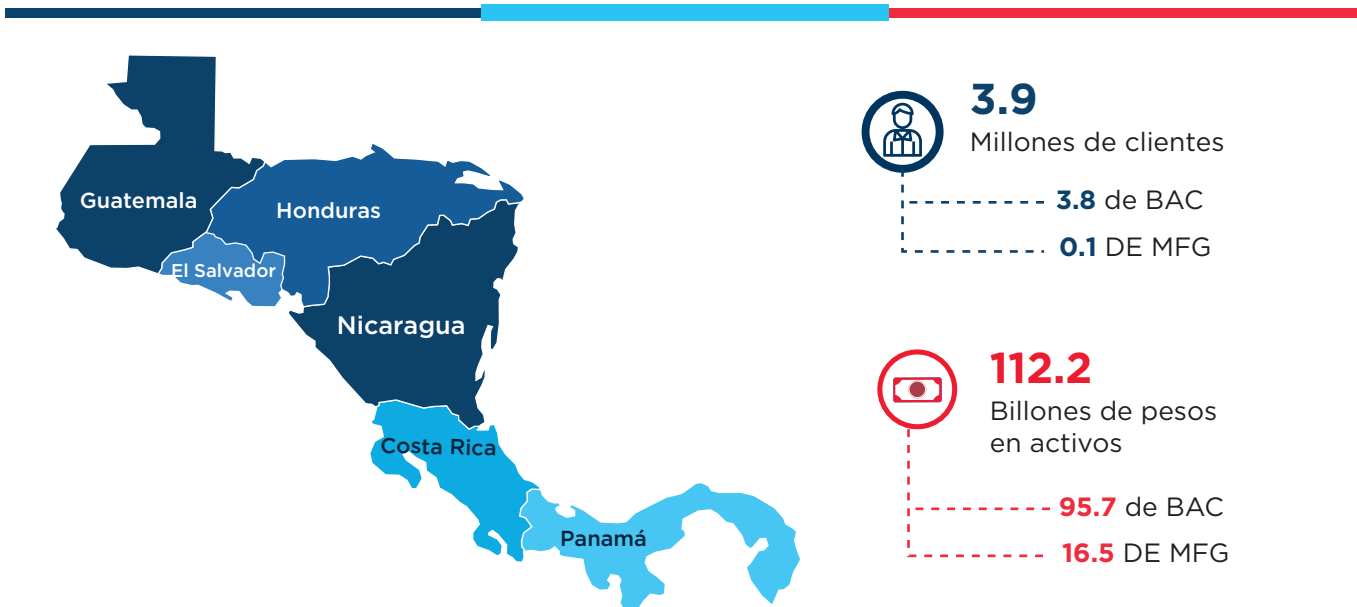 Guatemala
Honduras
El Salvador
Nicaragua
Costa Rica
Panamá
3.9
Millones de clientes
3.8 de BAC
0.1 DE MFG
112.2
Billones de pesos
en activos
95.7 de BAC
16.5 DE MFG